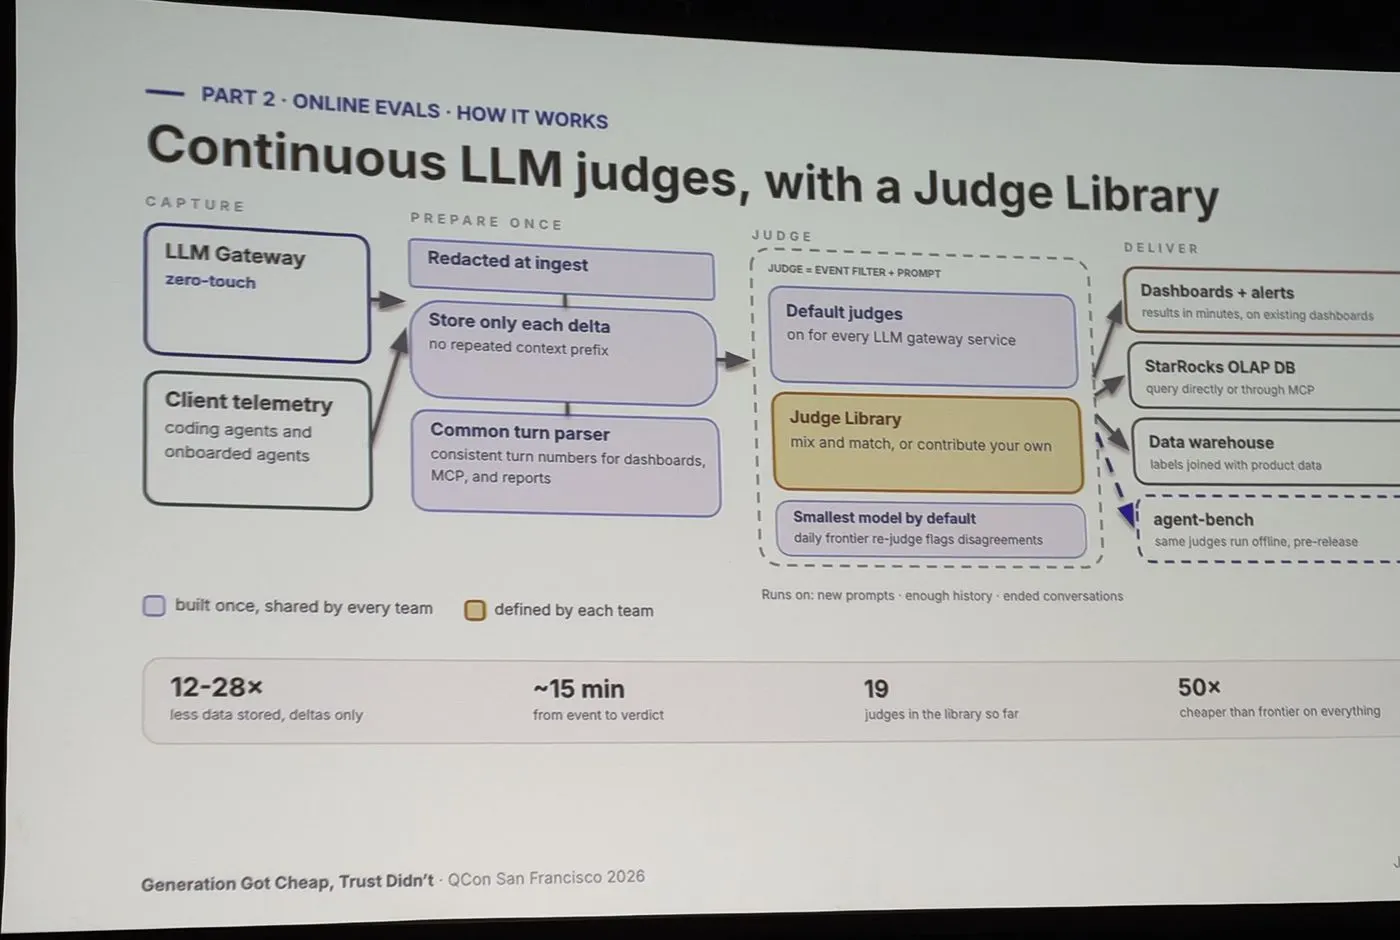 PART 2 · ONLINE EVALS · HOW IT WORKS
Continuous LLM judges, with a Judge Library
CAPTURE
LLM Gateway
zero-touch
Client telemetry
coding agents and
onboarded agents
PREPARE ONCE
Redacted at ingest
Store only each delta
no repeated context prefix
Common turn parser
consistent turn numbers for dashboards,
MCP, and reports
JUDGE
JUDGE = EVENT FILTER + PROMPT
Default judges
on for every LLM gateway service
Judge Library
mix and match, or contribute your own
Smallest model by default
daily frontier re-judge flags disagreements
Runs on: new prompts · enough history · ended conversations
DELIVER
Dashboards + alerts
results in minutes, on existing dashboards
StarRocks OLAP DB
query directly or through MCP
Data warehouse
labels joined with product data
agent-bench
same judges run offline, pre-release
built once, shared by every team
defined by each team
12-28×
less data stored, deltas only
~15 min
from event to verdict
19
judges in the library so far
50×
cheaper than frontier on everything
Generation Got Cheap, Trust Didn’t · QCon San Francisco 2026